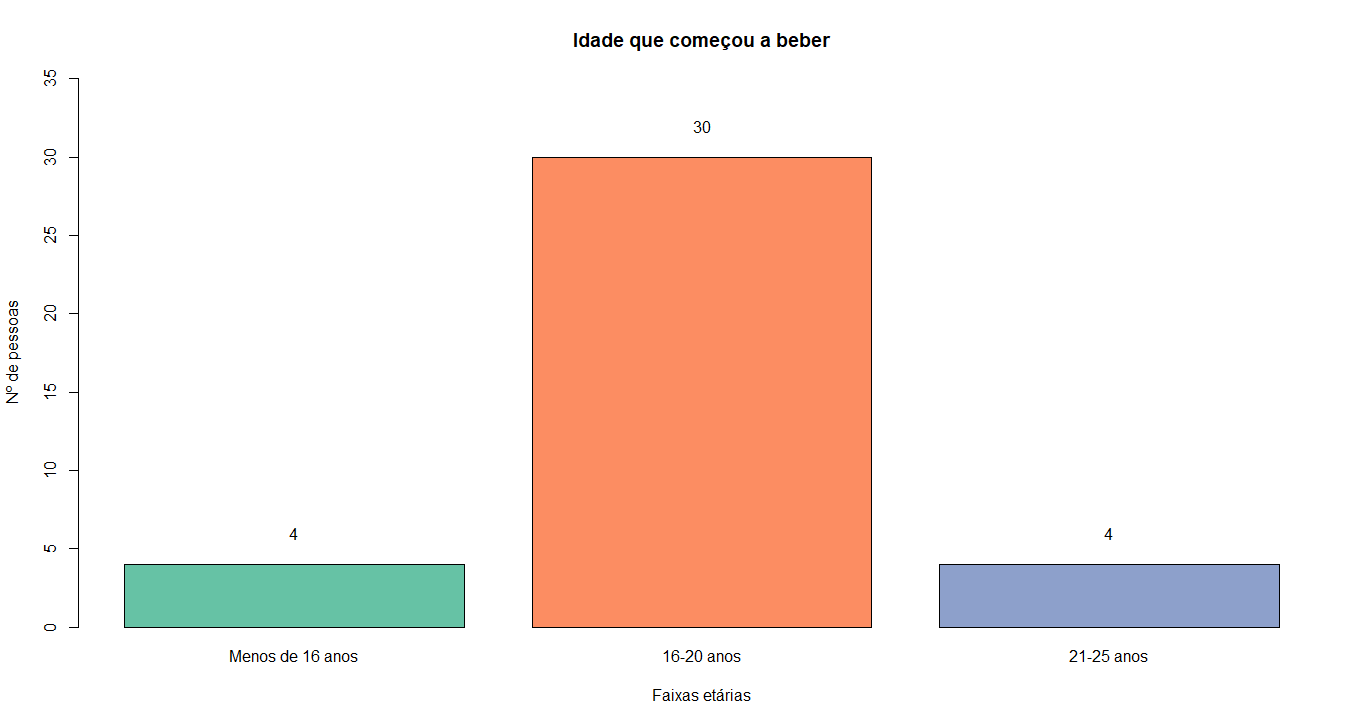 Idade que começou a beber
35
30
25
20
15
10
5
0
Nº de pessoas
4
30
4
Menos de 16 anos
16-20 anos
21-25 anos
Faixas etárias